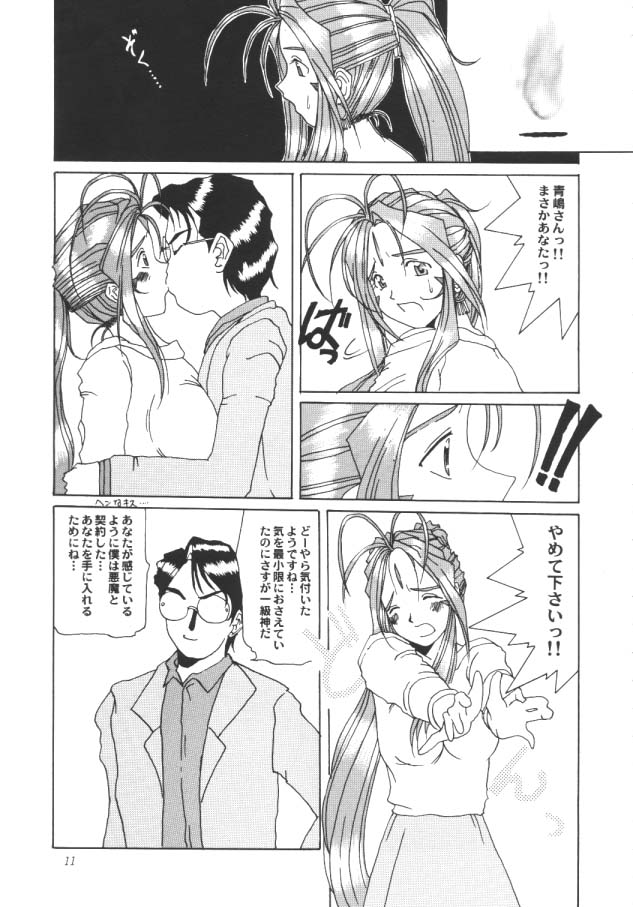 ぞく……
青嶋さんっ!!
まさかあなたっ!!
ばっ
!!
ヘンなキス…
やめて下さいっ!!
どんっ
どーやら気付いた
ようですね…
気を最小限におさえてい
たのにさすが一級神だ
あなたが感じている
ように僕は悪魔と
契約した…
あなたを手に入れる
ためにね…
11